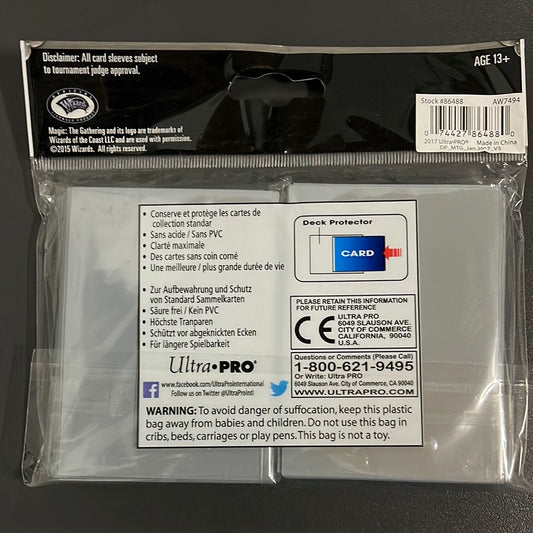 Disclaimer: All card sleeves subject
to tournament judge approval.
AGE 13+
OFFICIAL
Wizards
LICENSED PRODUCT
Magic: The Gathering and its logo are trademarks of
Wizards of the Coast LLC and are used with permission.
©2015 Wizards. All rights reserved.
Stock #86488 AW7494
0 74427 86488 0
2017 Ultra•PRO® Made in China
DP_MTG_Jan.2017_V3
• Conserve et protège les cartes de
collection standar
• Sans acide / Sans PVC
• Clarté maximale
• Des cartes sans coin corné
• Une meilleure / plus grande durée de vie
• Zur Aufbewahrung und Schutz
von Standard Sammelkarten
• Säure frei / Kein PVC
• Höchste Tranparen
• Schützt vor abgeknickten Ecken
• Für längere Spielbarkeit
Deck Protector
CARD
PLEASE RETAIN THIS INFORMATION
FOR FUTURE REFERENCE
CE
ULTRA PRO
6049 SLAUSON AVE.
CITY OF COMMERCE
CALIFORNIA, 90040
U.S.A.
Ultra•PRO®
www.facebook.com/UltraProInternational
Follow us on Twitter @UltraProIntl
Questions or Comments (Please Call)
1-800-621-9495
Or Write: Ultra PRO
6049 Slauson Ave. City of Commerce, CA 90040
WWW.ULTRAPRO.COM
WARNING: To avoid danger of suffocation, keep this plastic
bag away from babies and children. Do not use this bag in
cribs, beds, carriages or play pens. This bag is not a toy.